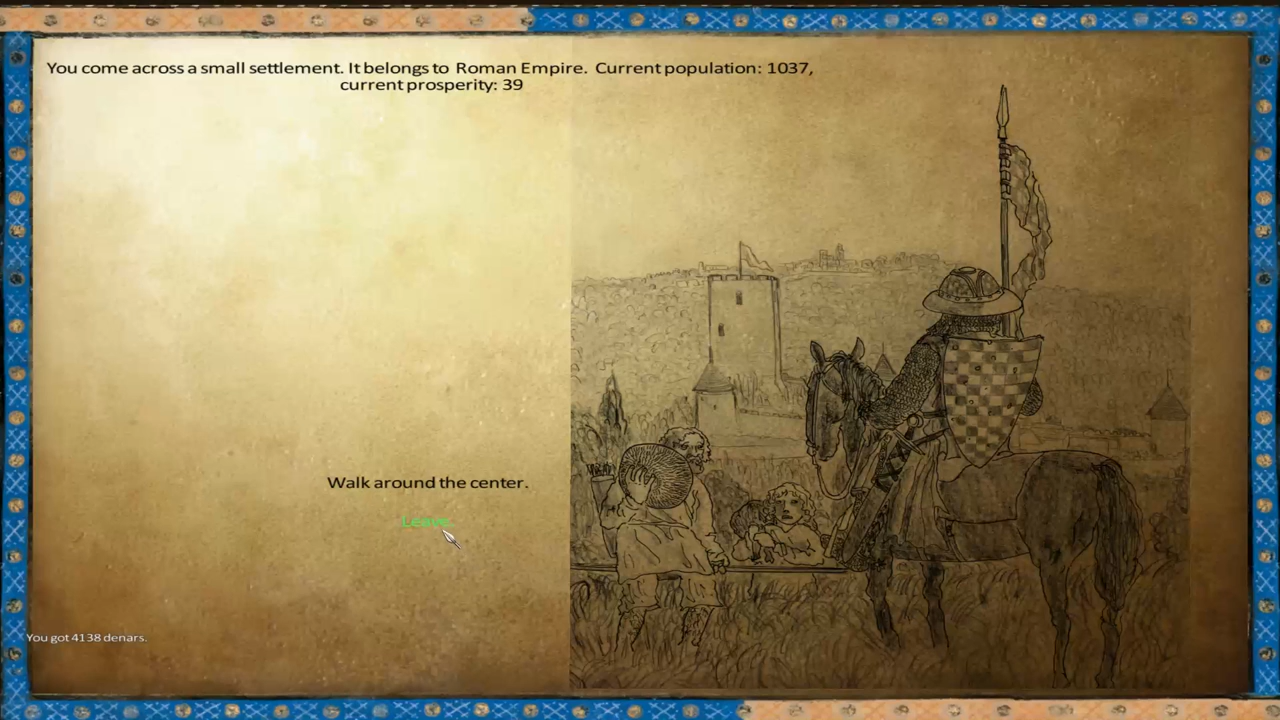 You come across a small settlement. It belongs to  Roman Empire.  Current population: 1037,
current prosperity: 39
Walk around the center.
Leave.
You got 4138 denars.